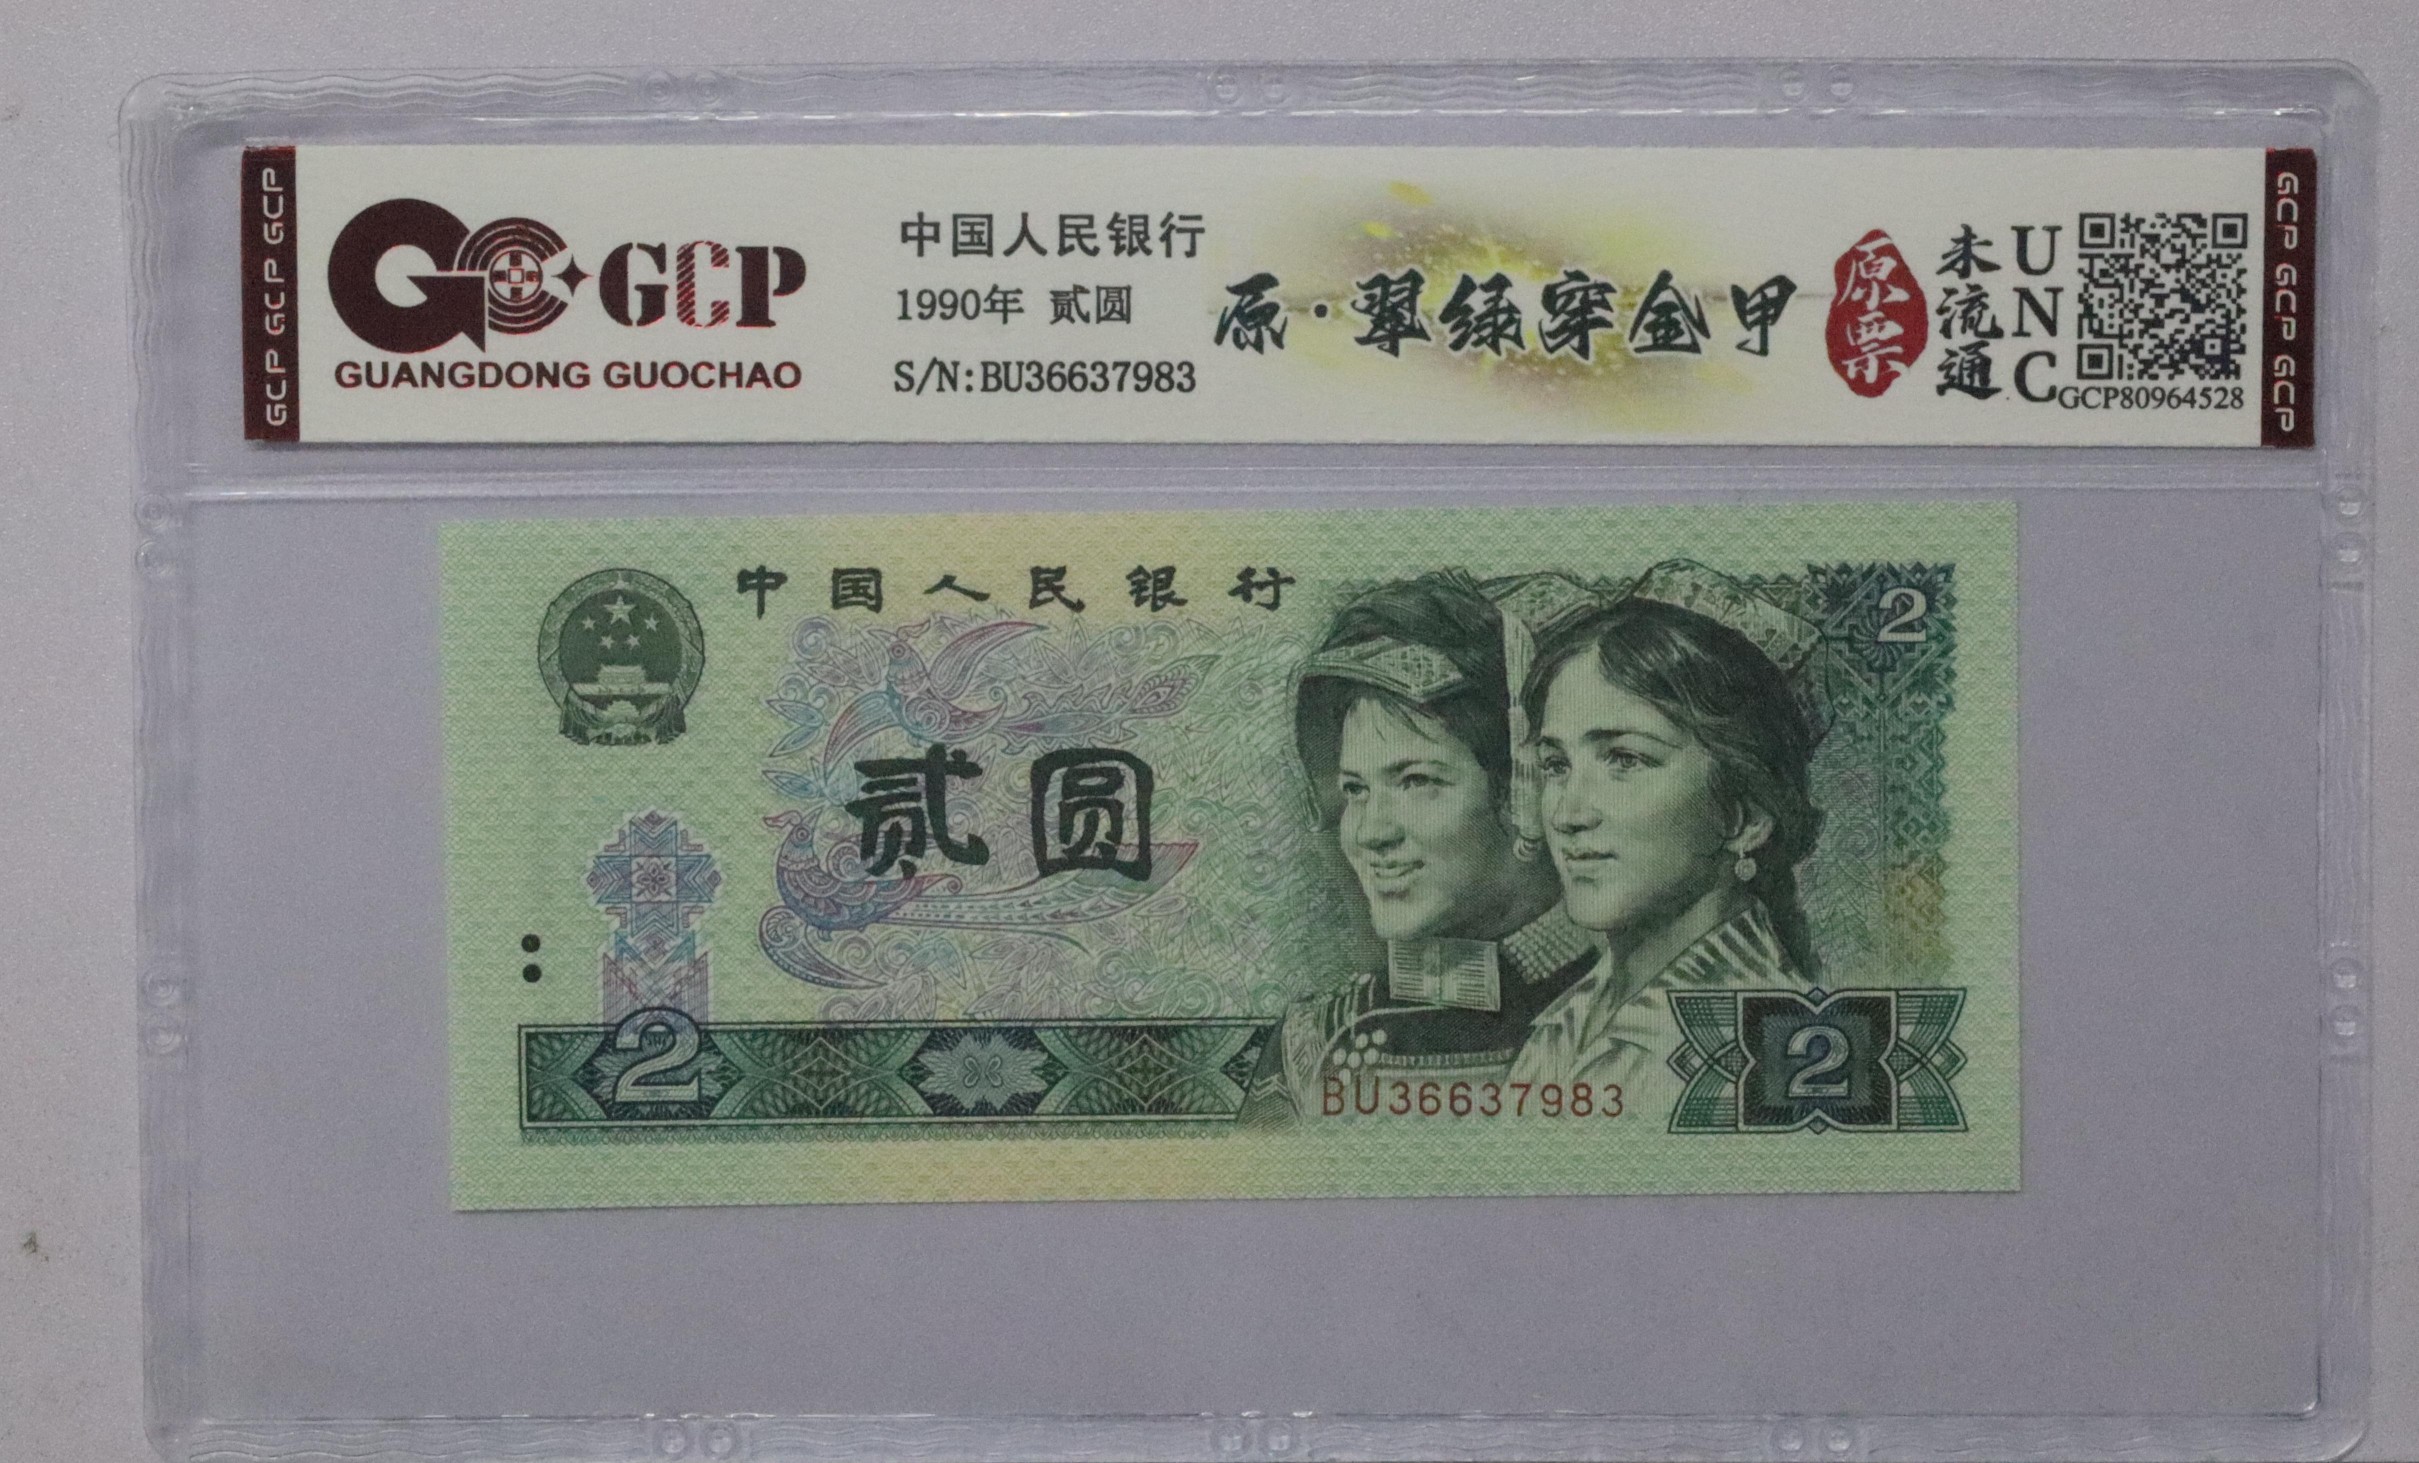 GCP GCP GCP
GCP
GUANGDONG GUOCHAO
中国人民银行
1990年 贰圆
S/N:BU36637983
原·翠绿穿金甲
原票
未流通
UNC
GCP80964528
GCP GCP GCP
中国人民银行
2
贰圆
2
BU36637983
2